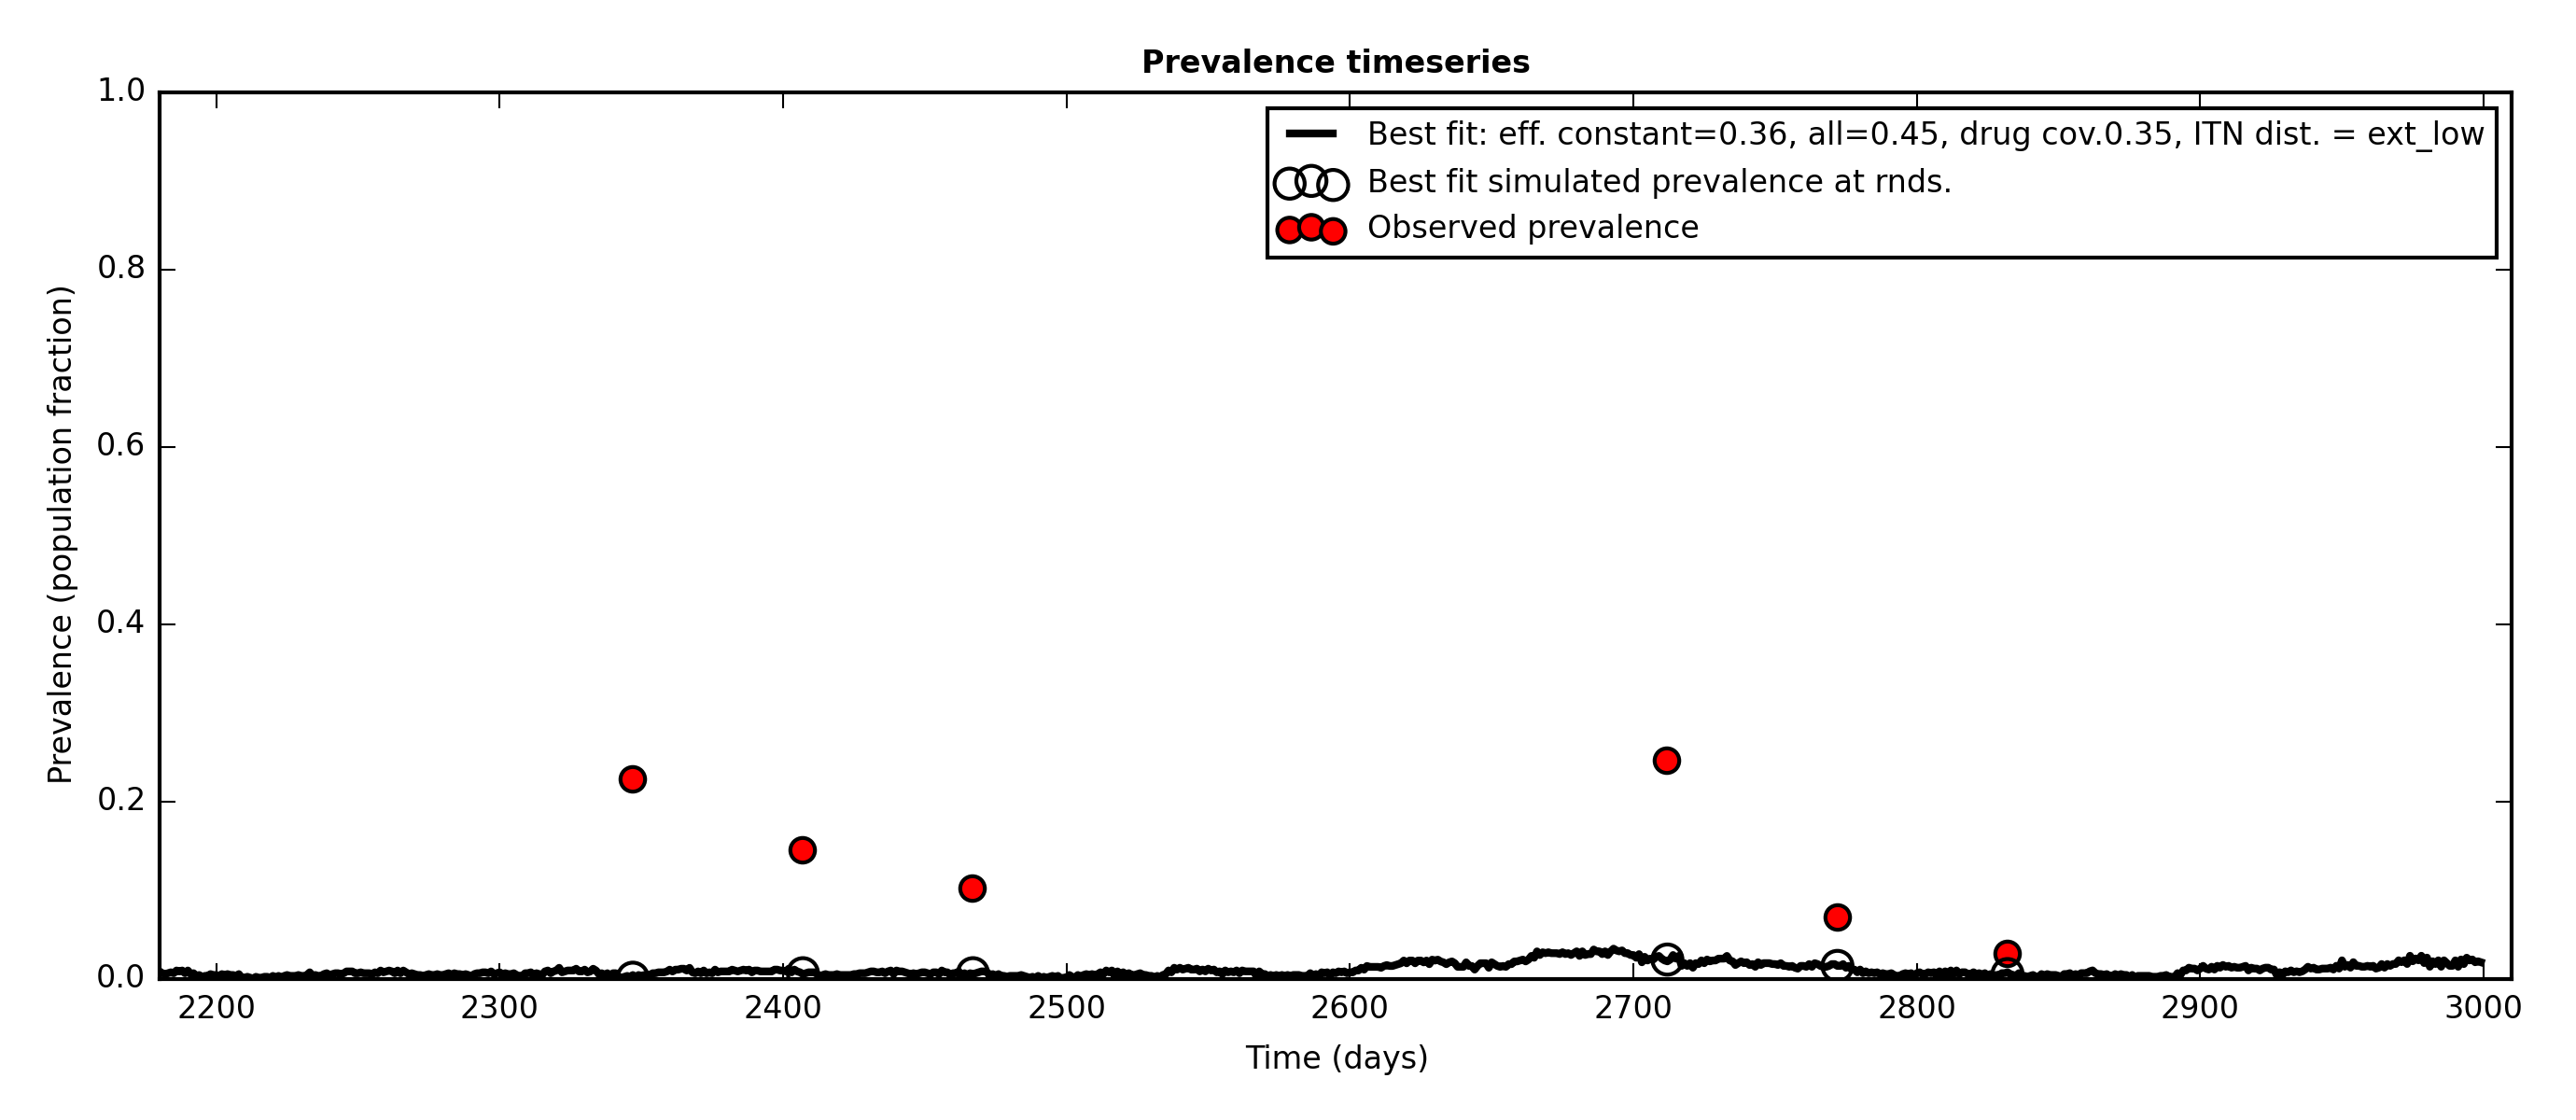 Prevalence timeseries
Best fit: eff. constant=0.36, all=0.45, drug cov.0.35, ITN dist. = ext_low
Best fit simulated prevalence at rnds.
Observed prevalence
Prevalence (population fraction)
1.0
0.8
0.6
0.4
0.2
0.0
2200 2300 2400 2500 2600 2700 2800 2900 3000
Time (days)